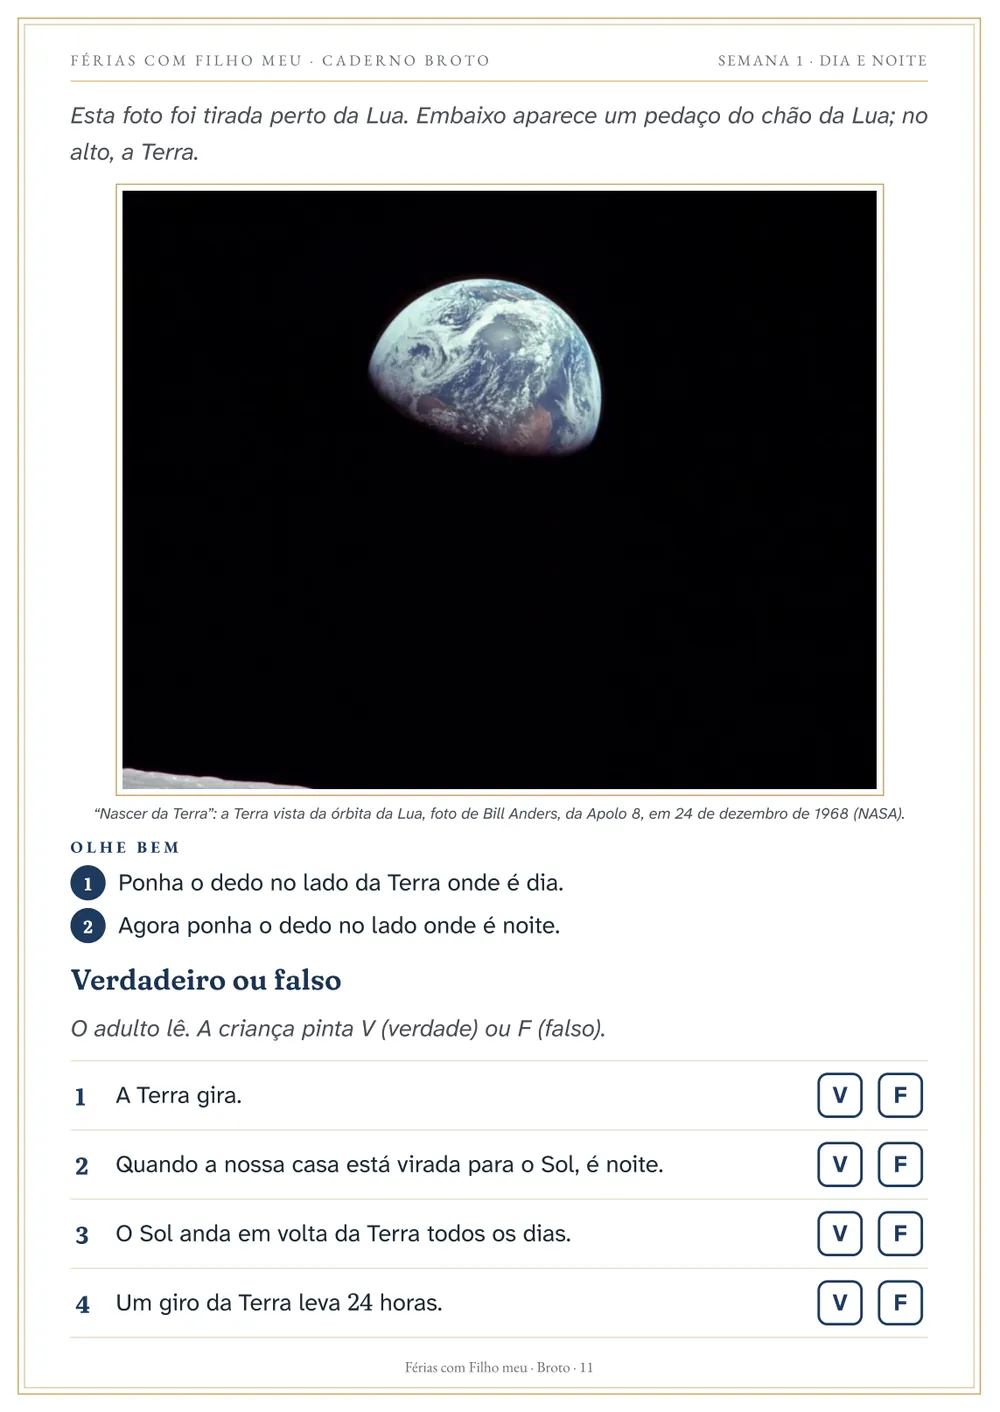 FÉRIAS COM FILHO MEU · CADERNO BROTO
SEMANA 1 · DIA E NOITE
Esta foto foi tirada perto da Lua. Embaixo aparece um pedaço do chão da Lua; no
alto, a Terra.
“Nascer da Terra”: a Terra vista da órbita da Lua, foto de Bill Anders, da Apolo 8, em 24 de dezembro de 1968 (NASA).
OLHE BEM
1 Ponha o dedo no lado da Terra onde é dia.
2 Agora ponha o dedo no lado onde é noite.
Verdadeiro ou falso
O adulto lê. A criança pinta V (verdade) ou F (falso).
1 A Terra gira. V F
2 Quando a nossa casa está virada para o Sol, é noite. V F
3 O Sol anda em volta da Terra todos os dias. V F
4 Um giro da Terra leva 24 horas. V F
Férias com Filho meu · Broto · 11